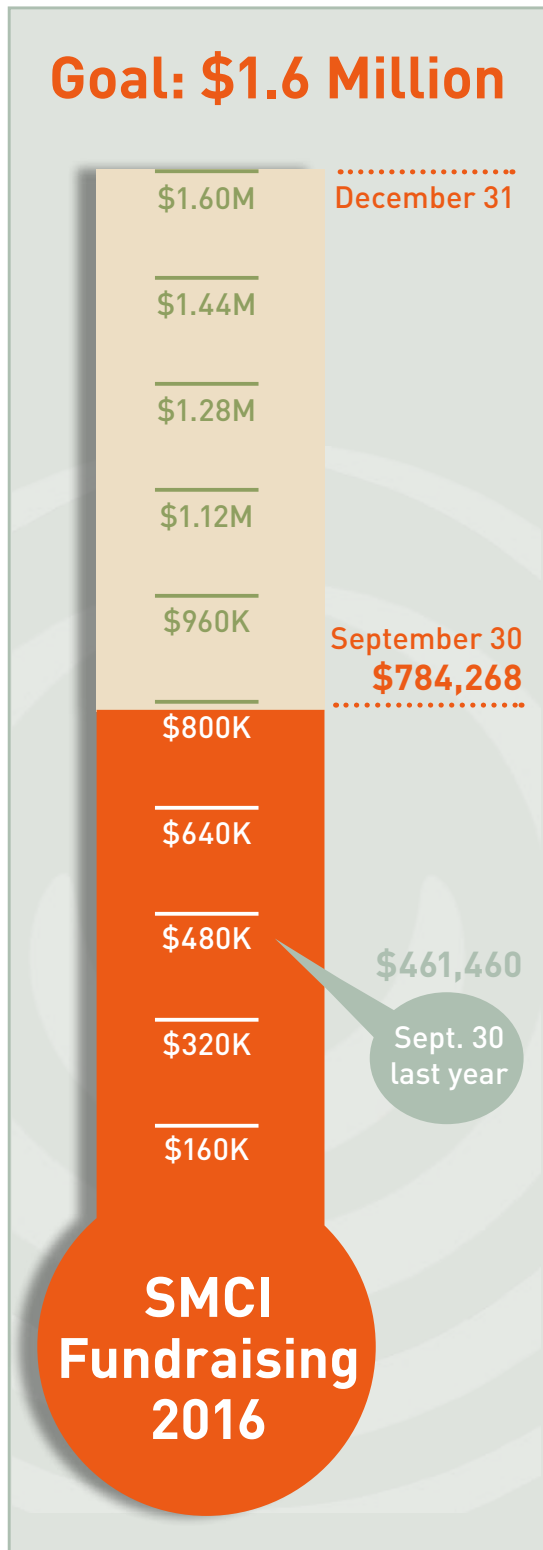 Goal: $1.6 Million
$1.60M
December 31
$1.44M
$1.28M
$1.12M
$960K
September 30
$784,268
$800K
$640K
$480K
$461,460
Sept. 30
last year
$320K
$160K
SMCI
Fundraising
2016